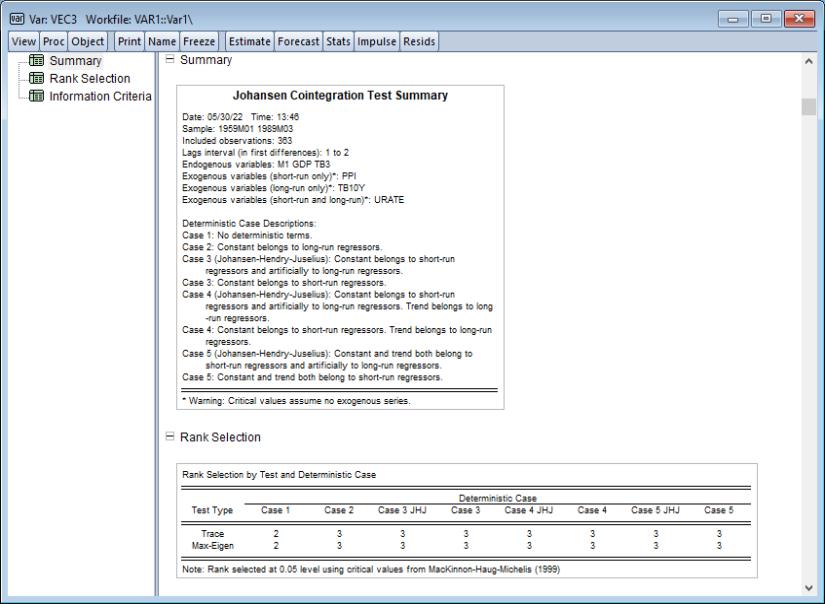 Var: VEC3 Workfile: VAR1::Var1\
View Proc Object Print Name Freeze Estimate Forecast Stats Impulse Resids
Summary
Rank Selection
Information Criteria
Summary
Johansen Cointegration Test Summary
Date: 05/30/22 Time: 13:46
Sample: 1959M01 1989M03
Included observations: 363
Lags interval (in first differences): 1 to 2
Endogenous variables: M1 GDP TB3
Exogenous variables (short-run only)*: PPI
Exogenous variables (long-run only)*: TB10Y
Exogenous variables (short-run and long-run)*: URATE
Deterministic Case Descriptions:
Case 1: No deterministic terms.
Case 2: Constant belongs to long-run regressors.
Case 3 (Johansen-Hendry-Juselius): Constant belongs to short-run
regressors and artificially to long-run regressors.
Case 3: Constant belongs to short-run regressors.
Case 4 (Johansen-Hendry-Juselius): Constant belongs to short-run
regressors and artificially to long-run regressors. Trend belongs to long
-run regressors.
Case 4: Constant belongs to short-run regressors. Trend belongs to long-run
regressors.
Case 5 (Johansen-Hendry-Juselius): Constant and trend both belong to
short-run regressors and artificially to long-run regressors.
Case 5: Constant and trend both belong to short-run regressors.
* Warning: Critical values assume no exogenous series.
Rank Selection
Rank Selection by Test and Deterministic Case
Deterministic Case
Test Type Case 1 Case 2 Case 3 JHJ Case 3 Case 4 JHJ Case 4 Case 5 JHJ Case 5
Trace 2 3 3 3 3 3 3 3
Max-Eigen 2 3 3 3 3 3 3 3
Note: Rank selected at 0.05 level using critical values from MacKinnon-Haug-Michelis (1999)